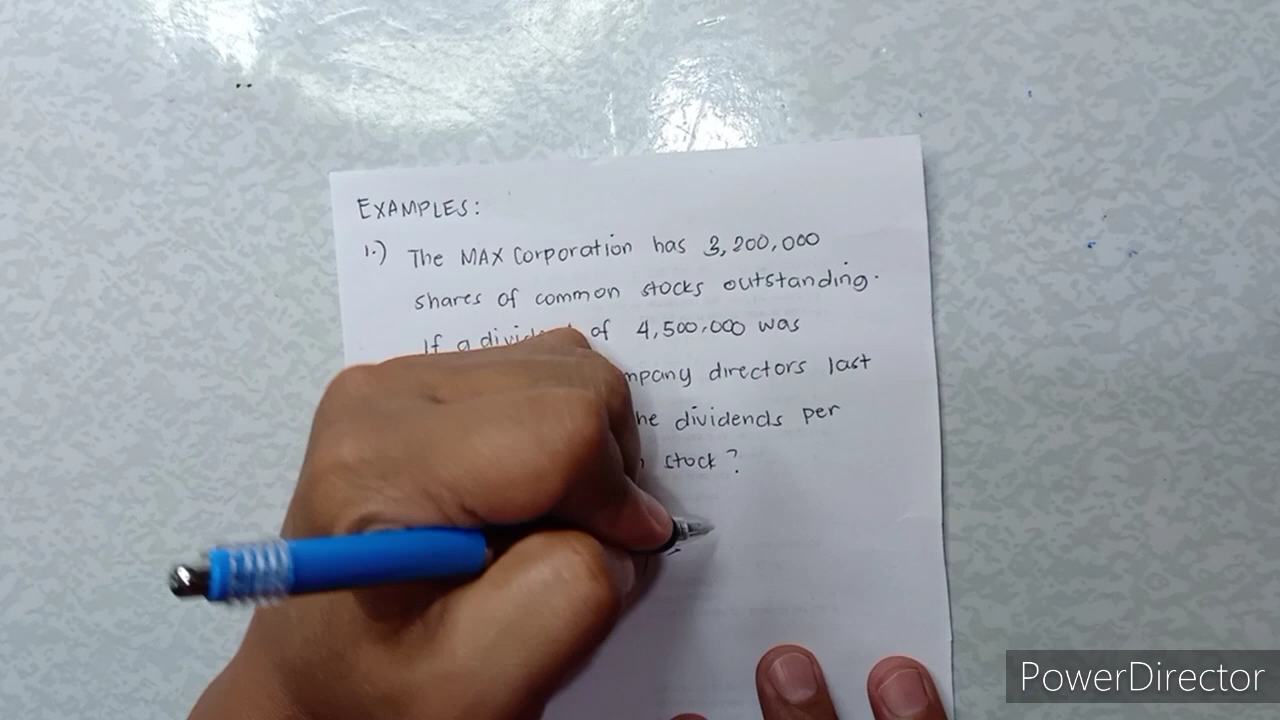 EXAMPLES:
1.) The MAX Corporation has 3,200,000
shares of common stocks outstanding.
If a of 4,500,000 was
directors last
dividends per
stock?
PowerDirector